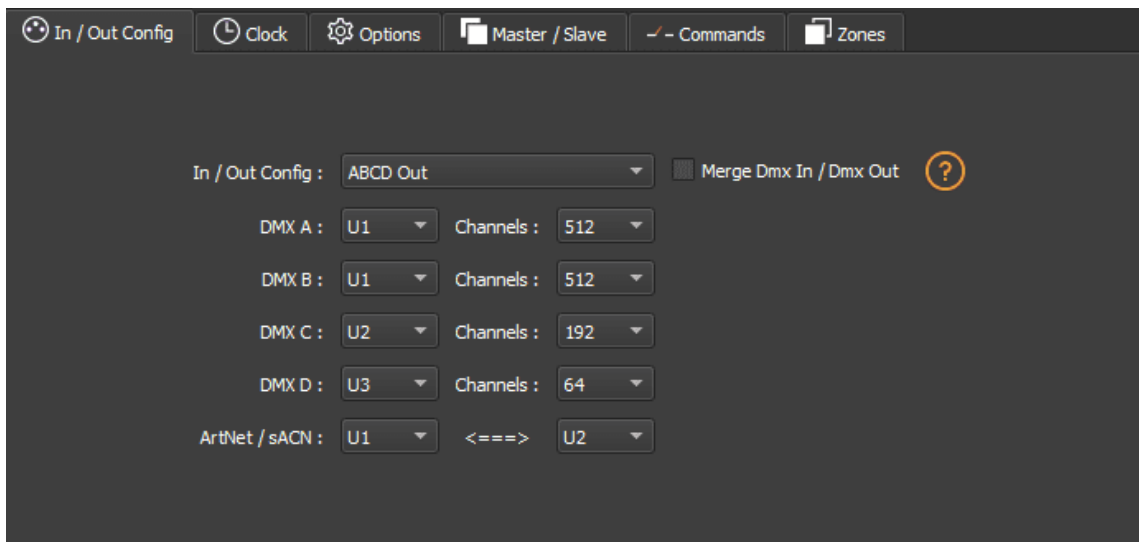 In / Out Config Clock Options Master / Slave Commands Zones
In / Out Config : ABCD Out Merge Dmx In / Dmx Out ?
DMX A : U1 Channels : 512
DMX B : U1 Channels : 512
DMX C : U2 Channels : 192
DMX D : U3 Channels : 64
ArtNet / sACN : U1 <===> U2